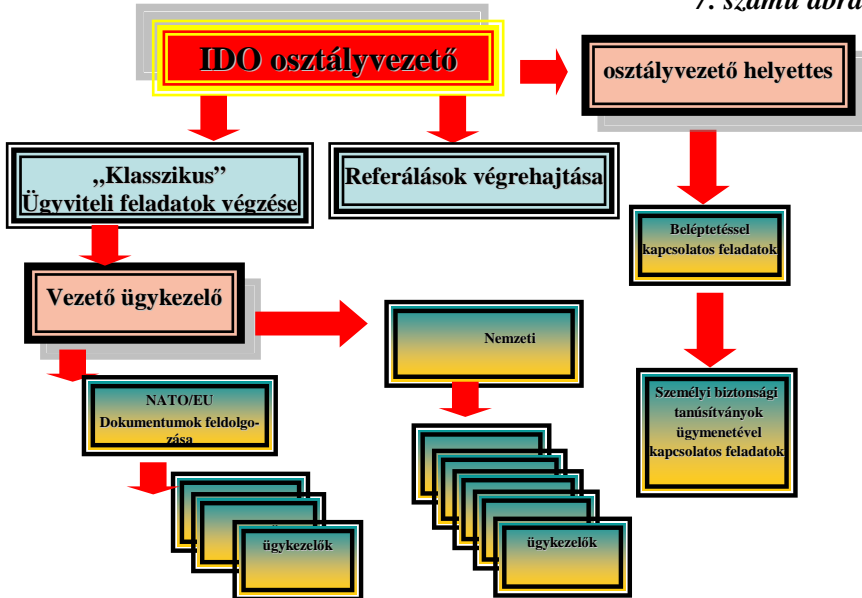 7. számú ábra
IDO osztályvezető
osztályvezető helyettes
„Klasszikus”
Ügyviteli feladatok végzése
Referálások végrehajtása
Beléptetéssel
kapcsolatos feladatok
Vezető ügykezelő
Nemzeti
NATO/EU
Dokumentumok feldolgo-
zása
Személyi biztonsági
tanúsítványok
ügymenetével
kapcsolatos feladatok
ügykezelők
ügykezelők